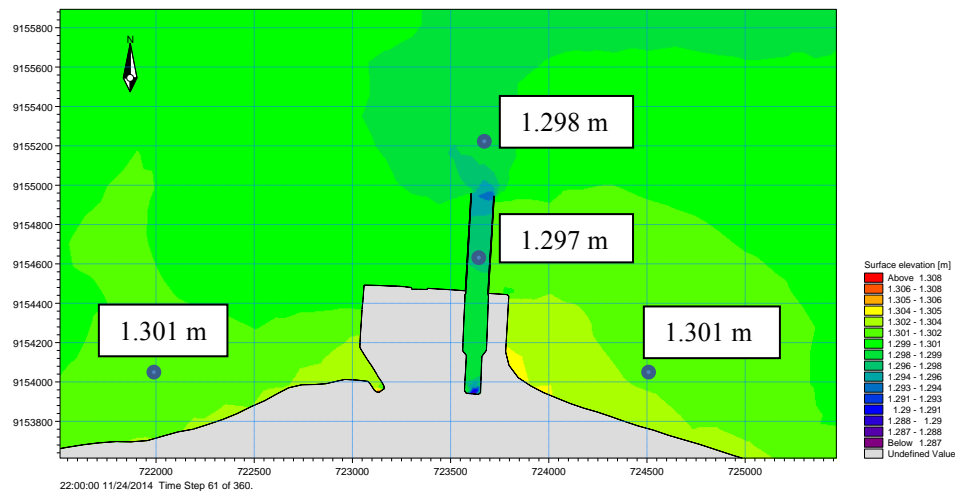 9155800
9155600
9155400
9155200
9155000
9154800
9154600
9154400
9154200
9154000
9153800
N
1.298 m
1.297 m
1.301 m
1.301 m
722000
722500
723000
723500
724000
724500
725000
22:00:00 11/24/2014 Time Step 61 of 360.
Surface elevation [m]
Above 1.308
1.306 - 1.308
1.305 - 1.306
1.304 - 1.305
1.302 - 1.304
1.301 - 1.302
1.299 - 1.301
1.298 - 1.299
1.296 - 1.298
1.294 - 1.296
1.293 - 1.294
1.291 - 1.293
1.29 - 1.291
1.288 - 1.29
1.287 - 1.288
Below 1.287
Undefined Value